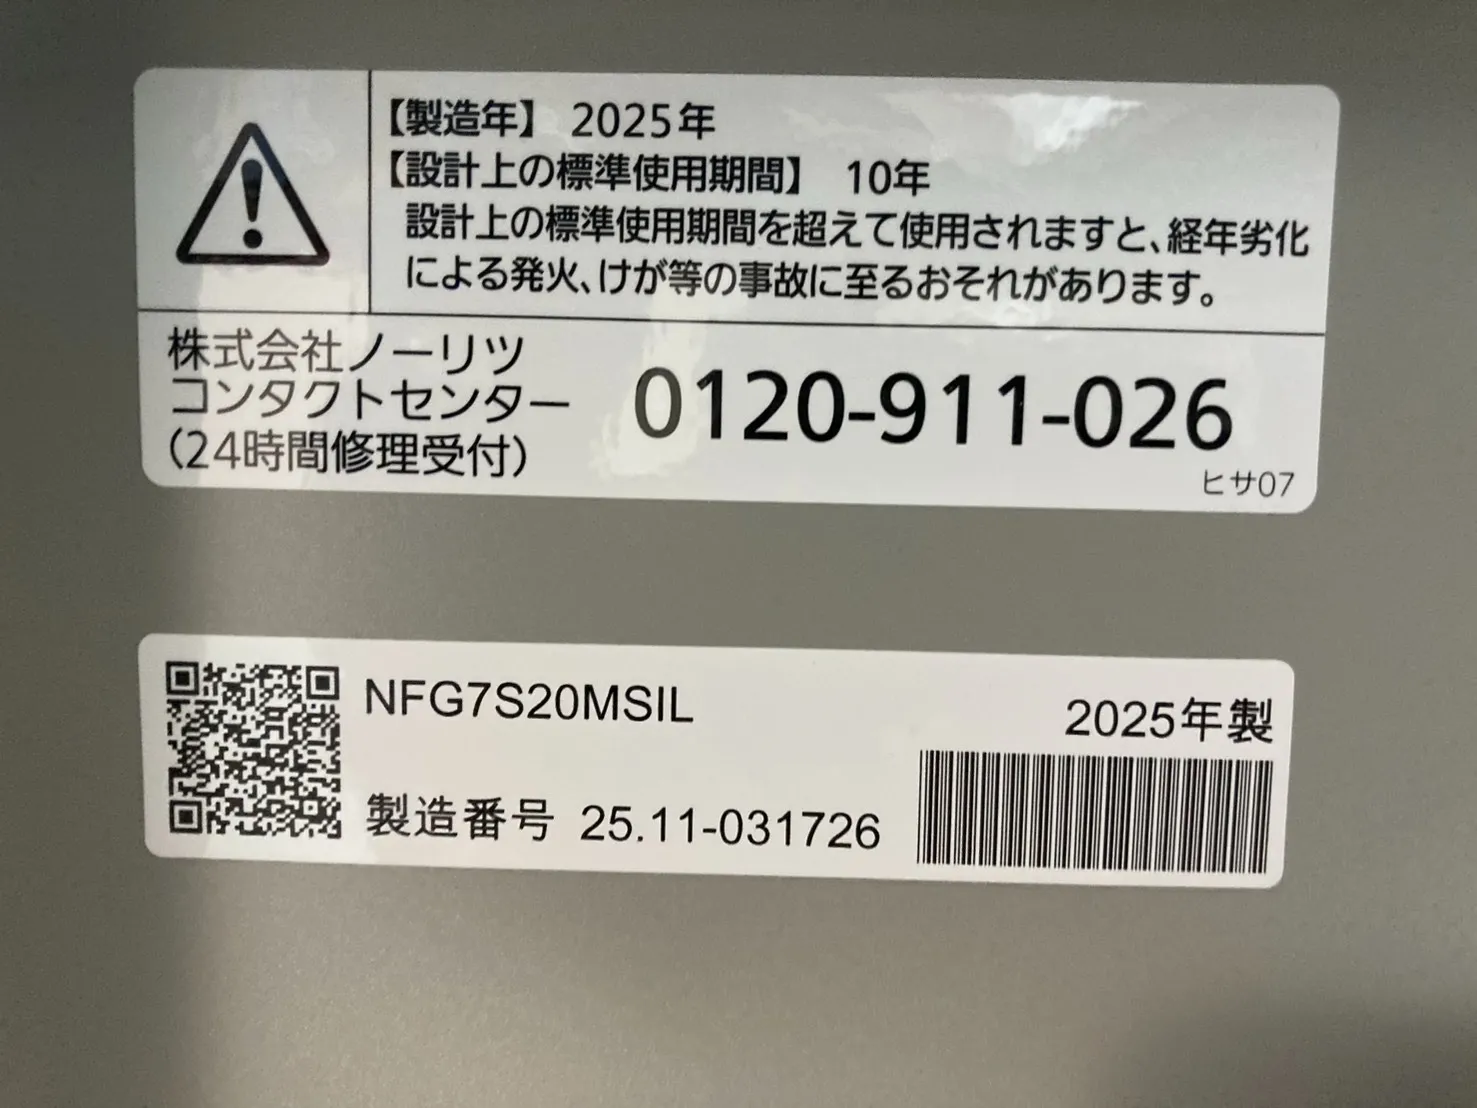 【製造年】 2025年
【設計上の標準使用期間】 10年
設計上の標準使用期間を超えて使用されますと、経年劣化
による発火、けが等の事故に至るおそれがあります。
株式会社ノーリツ
コンタクトセンター
(24時間修理受付)
0120-911-026
ヒサ07
NFG7S20MSIL
2025年製
製造番号 25.11-031726